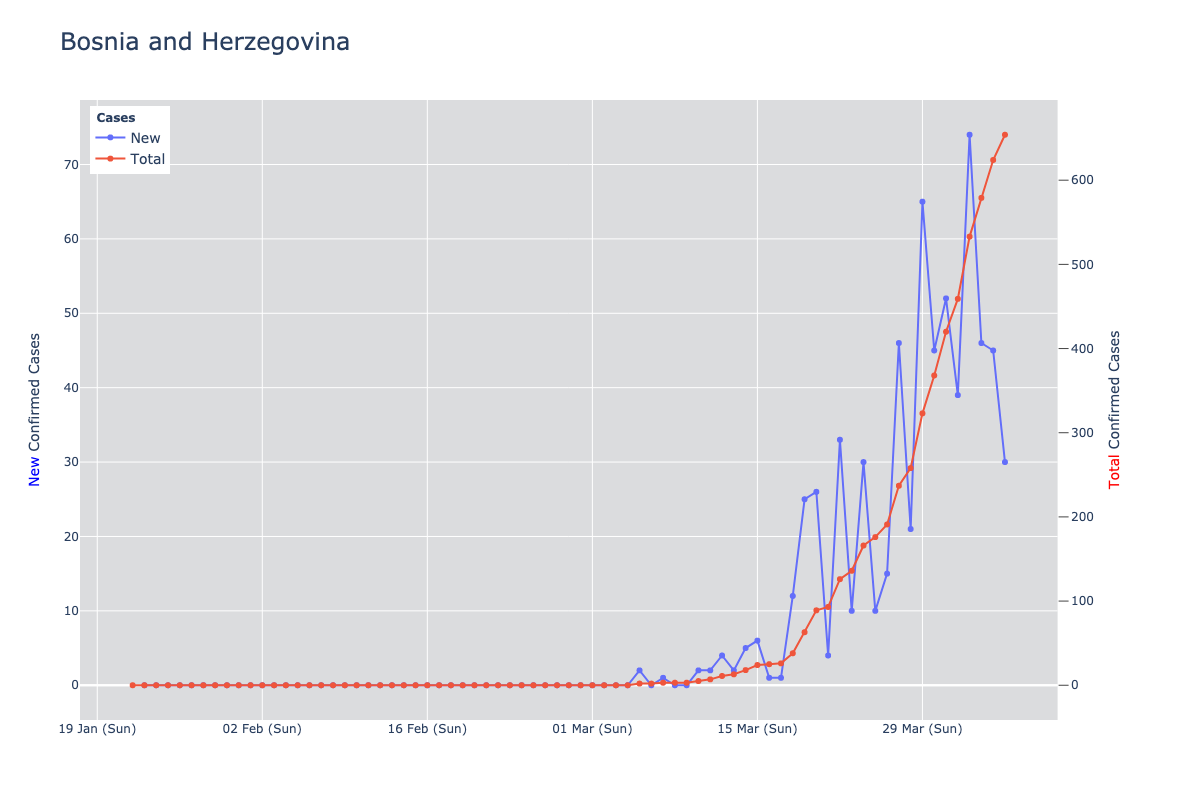 Bosnia and Herzegovina
Cases
New
Total
70
60
50
40
30
20
10
0
600
500
400
300
200
100
0
New Confirmed Cases
Total Confirmed Cases
19 Jan (Sun)
02 Feb (Sun)
16 Feb (Sun)
01 Mar (Sun)
15 Mar (Sun)
29 Mar (Sun)